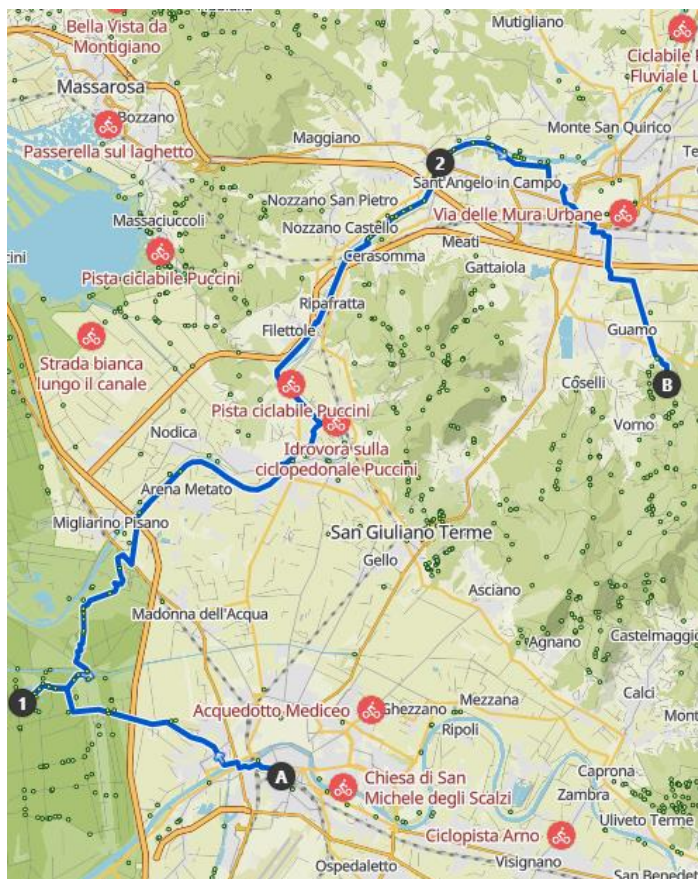 Bella Vista da
Montigiano
Mutigliano
Ciclabile
Fluviale
Massarosa
Bozzano
Passerella sul laghetto
Maggiano
Monte San Quirico
2
Sant'Angelo in Campo
Nozzano San Pietro
Via delle Mura Urbane
Massaciuccoli
Nozzano Castello
Meati
Cerasomma
Gattaiola
Pista ciclabile Puccini
Ripafratta
Filettole
Guamo
Strada bianca
lungo il canale
B
Coselli
Pista ciclabile Puccini
Vorno
Nodica
Idrovora sulla
ciclopedonale Puccini
Arena Metato
Migliarino Pisano
San Giuliano Terme
Gello
Asciano
Madonna dell'Acqua
Agnano
Castelmaggio
Calci
1
Mezzana
Acquedotto Mediceo
Ghezzano
Ripoli
A
Chiesa di San
Michele degli Scalzi
Caprona
Zambra
Uliveto Terme
Ciclopista Arno
Ospedaletto
Visignano
San Benedet